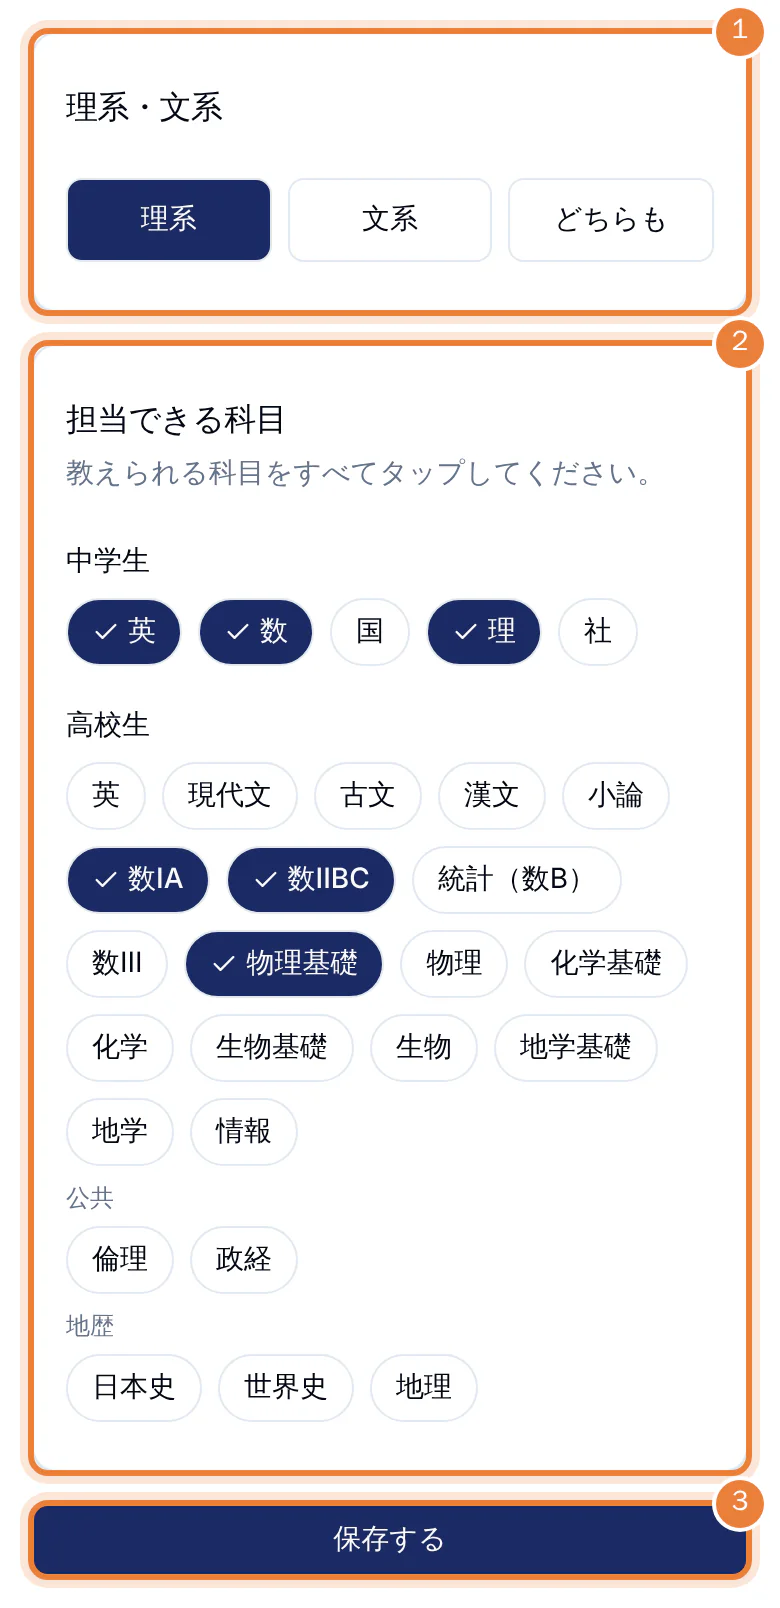 1
理系・文系
理系 文系 どちらも
2
担当できる科目
教えられる科目をすべてタップしてください。
中学生
英 数 国 理 社
高校生
英 現代文 古文 漢文 小論
数IA 数IIBC 統計（数B）
数III 物理基礎 物理 化学基礎
化学 生物基礎 生物 地学基礎
地学 情報
公共
倫理 政経
地歴
日本史 世界史 地理
3
保存する